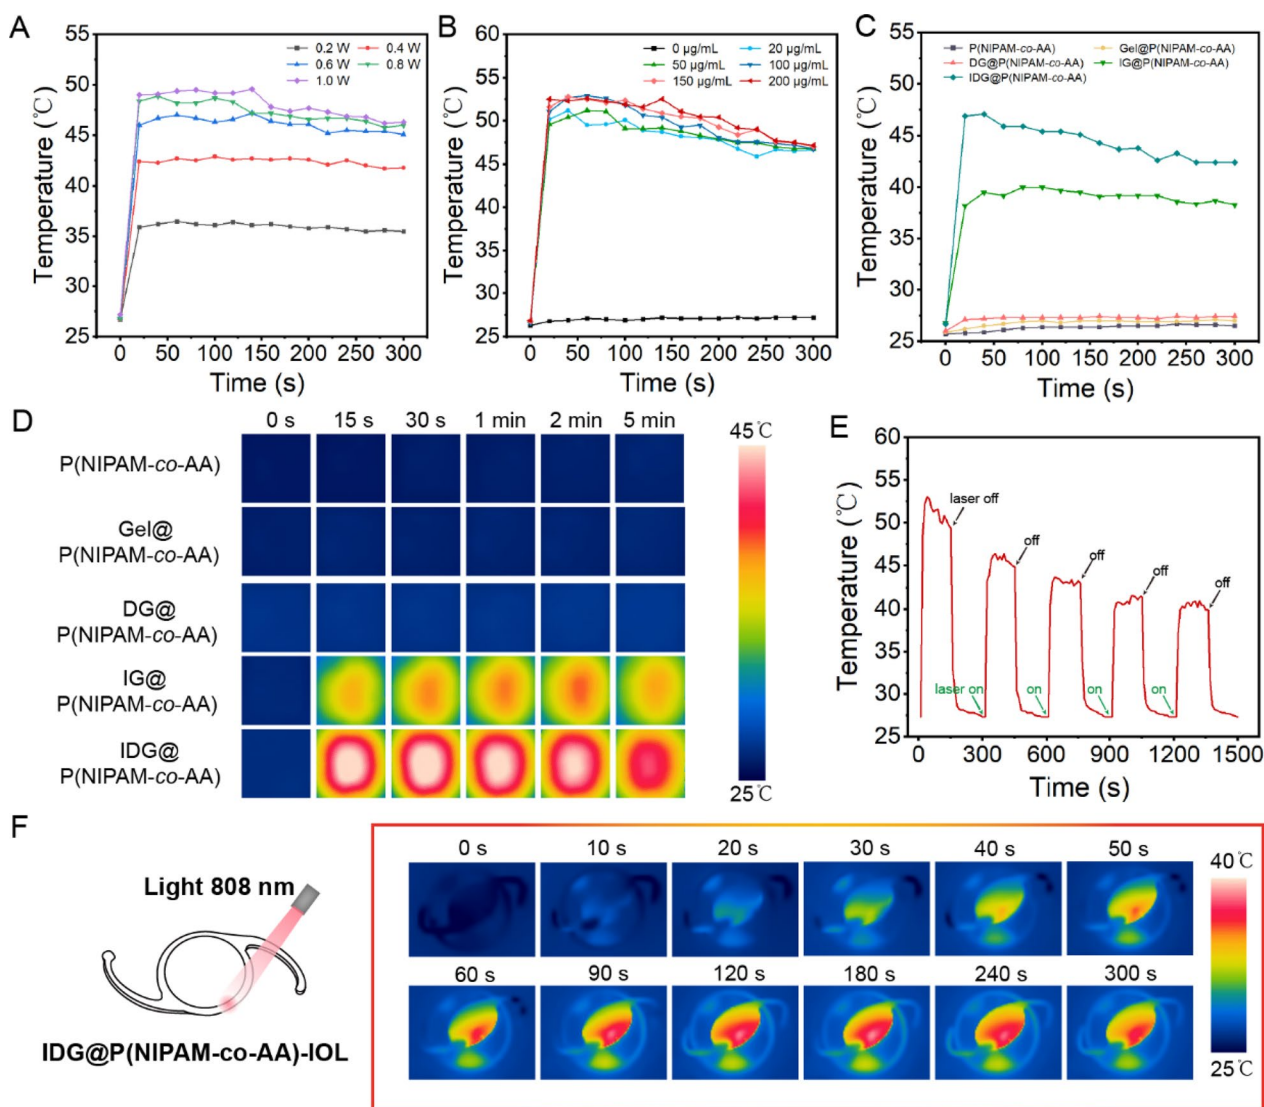 A
B
C
Temperature (℃)
55
50
45
40
35
30
25
0.2 W
0.4 W
0.6 W
0.8 W
1.0 W
0 50 100 150 200 250 300
Time (s)
Temperature (℃)
60
55
50
45
40
35
30
25
0 μg/mL
20 μg/mL
50 μg/mL
100 μg/mL
150 μg/mL
200 μg/mL
0 50 100 150 200 250 300
Time (s)
Temperature (℃)
55
50
45
40
35
30
25
P(NIPAM-co-AA)
Gel@P(NIPAM-co-AA)
DG@P(NIPAM-co-AA)
IG@P(NIPAM-co-AA)
IDG@P(NIPAM-co-AA)
0 50 100 150 200 250 300
Time (s)
D
0 s 15 s 30 s 1 min 2 min 5 min
P(NIPAM-co-AA)
Gel@
P(NIPAM-co-AA)
DG@
P(NIPAM-co-AA)
IG@
P(NIPAM-co-AA)
IDG@
P(NIPAM-co-AA)
45℃
25℃
E
Temperature (℃)
60
55
50
45
40
35
30
25
laser off
off
off
off
off
laser on
on
on
on
0 300 600 900 1200 1500
Time (s)
F
Light 808 nm
IDG@P(NIPAM-co-AA)-IOL
0 s 10 s 20 s 30 s 40 s 50 s
60 s 90 s 120 s 180 s 240 s 300 s
40℃
25℃